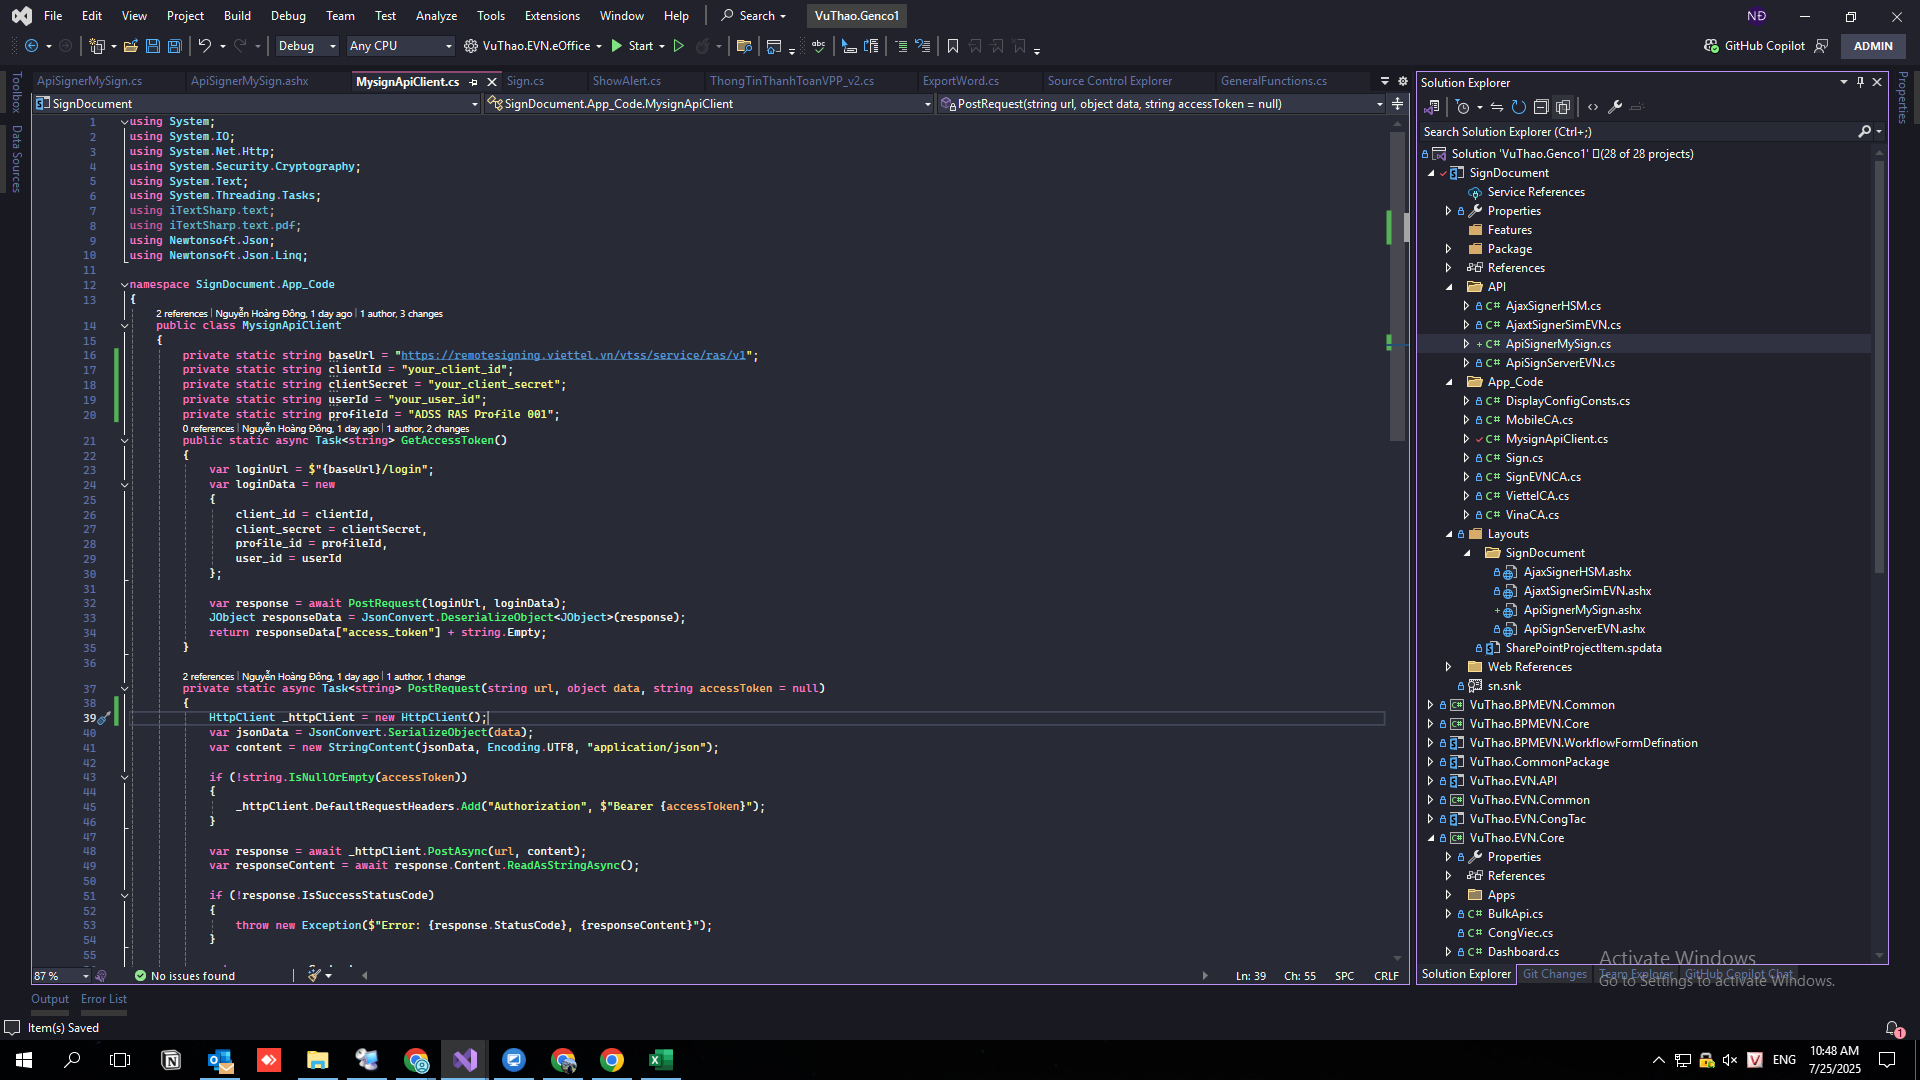 File Edit View Project Build Debug Team Test Analyze Tools Extensions Window Help Search VuThao.Genco1 NĐ
Debug Any CPU VuThao.EVN.eOffice Start GitHub Copilot ADMIN
ApiSignerMySign.cs ApiSignerMySign.ashx MysignApiClient.cs Sign.cs ShowAlert.cs ThongTinThanhToanVPP_v2.cs ExportWord.cs Source Control Explorer GeneralFunctions.cs
SignDocument SignDocument.App_Code.MysignApiClient PostRequest(string url, object data, string accessToken = null)
Toolbox
Data Sources
1 using System;
2 using System.IO;
3 using System.Net.Http;
4 using System.Security.Cryptography;
5 using System.Text;
6 using System.Threading.Tasks;
7 using iTextSharp.text;
8 using iTextSharp.text.pdf;
9 using Newtonsoft.Json;
10 using Newtonsoft.Json.Linq;
11
12 namespace SignDocument.App_Code
13 {
2 references | Nguyễn Hoàng Đông, 1 day ago | 1 author, 3 changes
14 public class MysignApiClient
15 {
16 private static string baseUrl = "https://remotesigning.viettel.vn/vtss/service/ras/v1";
17 private static string clientId = "your_client_id";
18 private static string clientSecret = "your_client_secret";
19 private static string userId = "your_user_id";
20 private static string profileId = "ADSS RAS Profile 001";
0 references | Nguyễn Hoàng Đông, 1 day ago | 1 author, 2 changes
21 public static async Task<string> GetAccessToken()
22 {
23 var loginUrl = $"{baseUrl}/login";
24 var loginData = new
25 {
26 client_id = clientId,
27 client_secret = clientSecret,
28 profile_id = profileId,
29 user_id = userId
30 };
31
32 var response = await PostRequest(loginUrl, loginData);
33 JObject responseData = JsonConvert.DeserializeObject<JObject>(response);
34 return responseData["access_token"] + string.Empty;
35 }
36
2 references | Nguyễn Hoàng Đông, 1 day ago | 1 author, 1 change
37 private static async Task<string> PostRequest(string url, object data, string accessToken = null)
38 {
39 HttpClient _httpClient = new HttpClient();
40 var jsonData = JsonConvert.SerializeObject(data);
41 var content = new StringContent(jsonData, Encoding.UTF8, "application/json");
42
43 if (!string.IsNullOrEmpty(accessToken))
44 {
45 _httpClient.DefaultRequestHeaders.Add("Authorization", $"Bearer {accessToken}");
46 }
47
48 var response = await _httpClient.PostAsync(url, content);
49 var responseContent = await response.Content.ReadAsStringAsync();
50
51 if (!response.IsSuccessStatusCode)
52 {
53 throw new Exception($"Error: {response.StatusCode}, {responseContent}");
54 }
55
87 % No issues found Ln: 39 Ch: 55 SPC CRLF
Output Error List
Item(s) Saved
Solution Explorer
Search Solution Explorer (Ctrl+;)
Solution 'VuThao.Genco1' (28 of 28 projects)
SignDocument
Service References
Properties
Features
Package
References
API
C# AjaxSignerHSM.cs
C# AjaxtSignerSimEVN.cs
C# ApiSignerMySign.cs
C# ApiSignServerEVN.cs
App_Code
C# DisplayConfigConsts.cs
C# MobileCA.cs
C# MysignApiClient.cs
C# Sign.cs
C# SignEVNCA.cs
C# ViettelCA.cs
C# VinaCA.cs
Layouts
SignDocument
AjaxSignerHSM.ashx
AjaxtSignerSimEVN.ashx
ApiSignerMySign.ashx
ApiSignServerEVN.ashx
SharePointProjectItem.spdata
Web References
sn.snk
VuThao.BPMEVN.Common
VuThao.BPMEVN.Core
VuThao.BPMEVN.WorkflowFormDefination
VuThao.CommonPackage
VuThao.EVN.API
VuThao.EVN.Common
VuThao.EVN.CongTac
VuThao.EVN.Core
Properties
References
Apps
C# BulkApi.cs
C# CongViec.cs
C# Dashboard.cs
Solution Explorer Git Changes Team Explorer GitHub Copilot Chat
Properties
Activate Windows
Go to Settings to activate Windows.
1
ENG
10:48 AM
7/25/2025